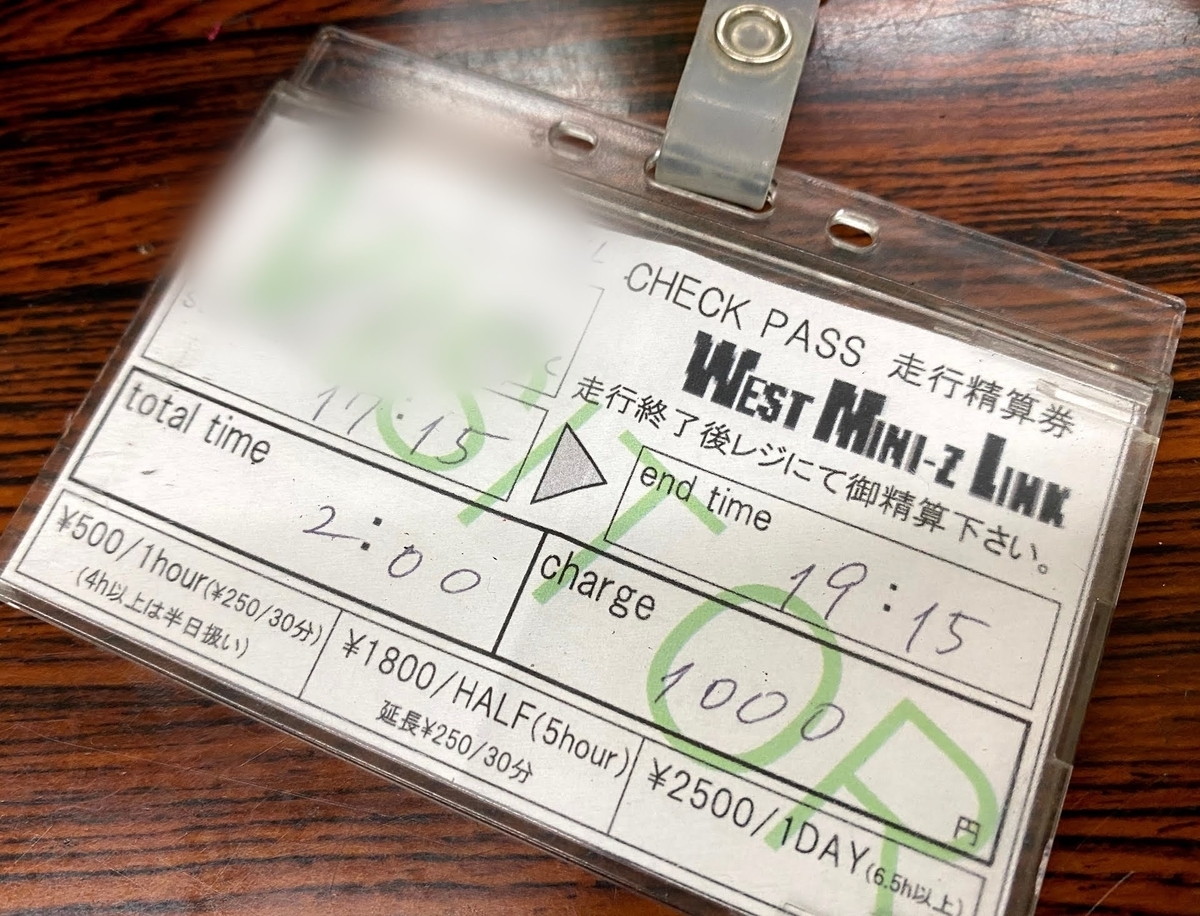 CHECK PASS 走行精算券
WEST MINI-Z LINK
走行終了後レジにて御精算下さい。
17:15
end time
19:15
total time
2:00
charge
1000
円
¥500/1hour(¥250/30分)
(4h以上は半日扱い)
¥1800/HALF(5hour)
延長¥250/30分
¥2500/1DAY(6.5h以上)
VISITOR